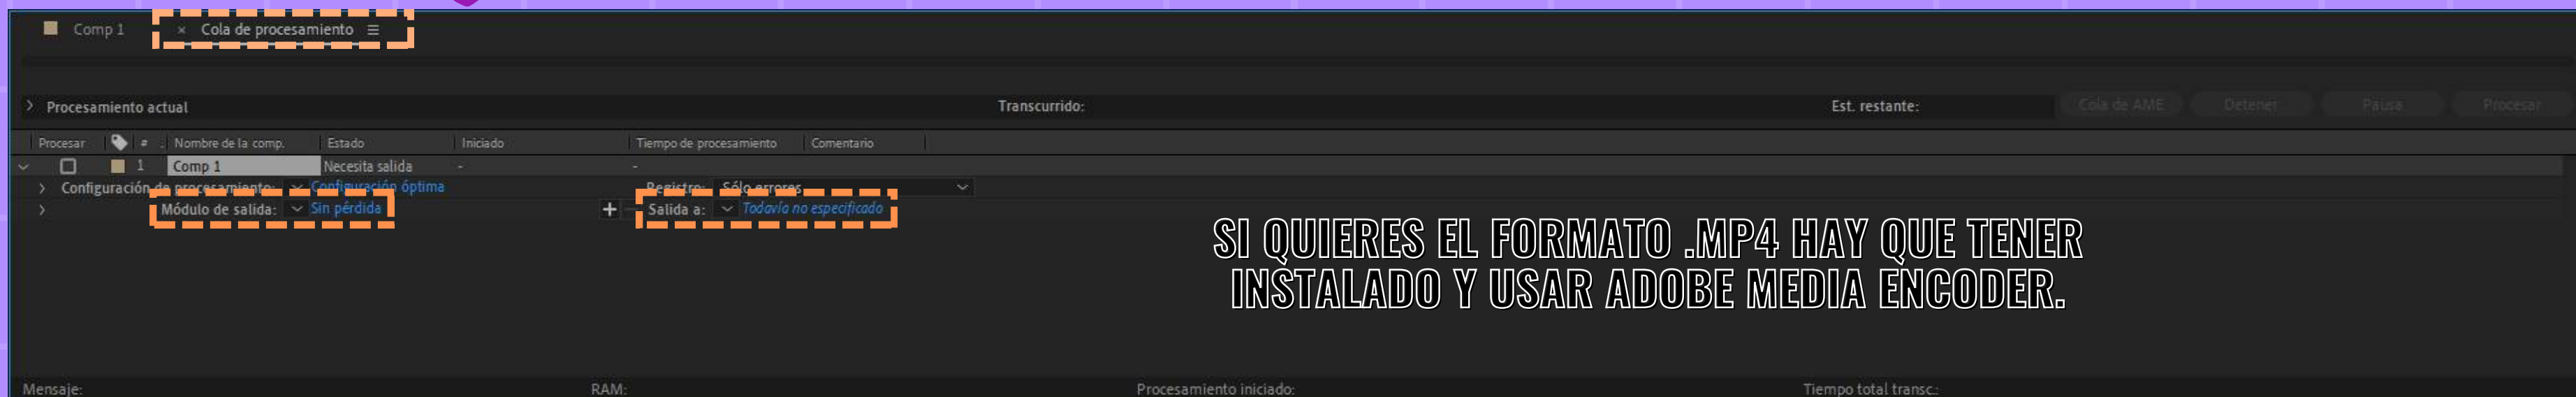 Comp 1 × Cola de procesamiento ≡
> Procesamiento actual Transcurrido: Est. restante: Cola de AME Detener Pausa Procesar
Procesar # Nombre de la comp. Estado Iniciado Tiempo de procesamiento Comentario
1 Comp 1 Necesita salida - -
> Configuración de procesamiento: Configuración óptima Registro: Sólo errores
> Módulo de salida: Sin pérdida + Salida a: Todavía no especificado
SI QUIERES EL FORMATO .MP4 HAY QUE TENER
INSTALADO Y USAR ADOBE MEDIA ENCODER.
Mensaje: RAM: Procesamiento iniciado: Tiempo total transc.: